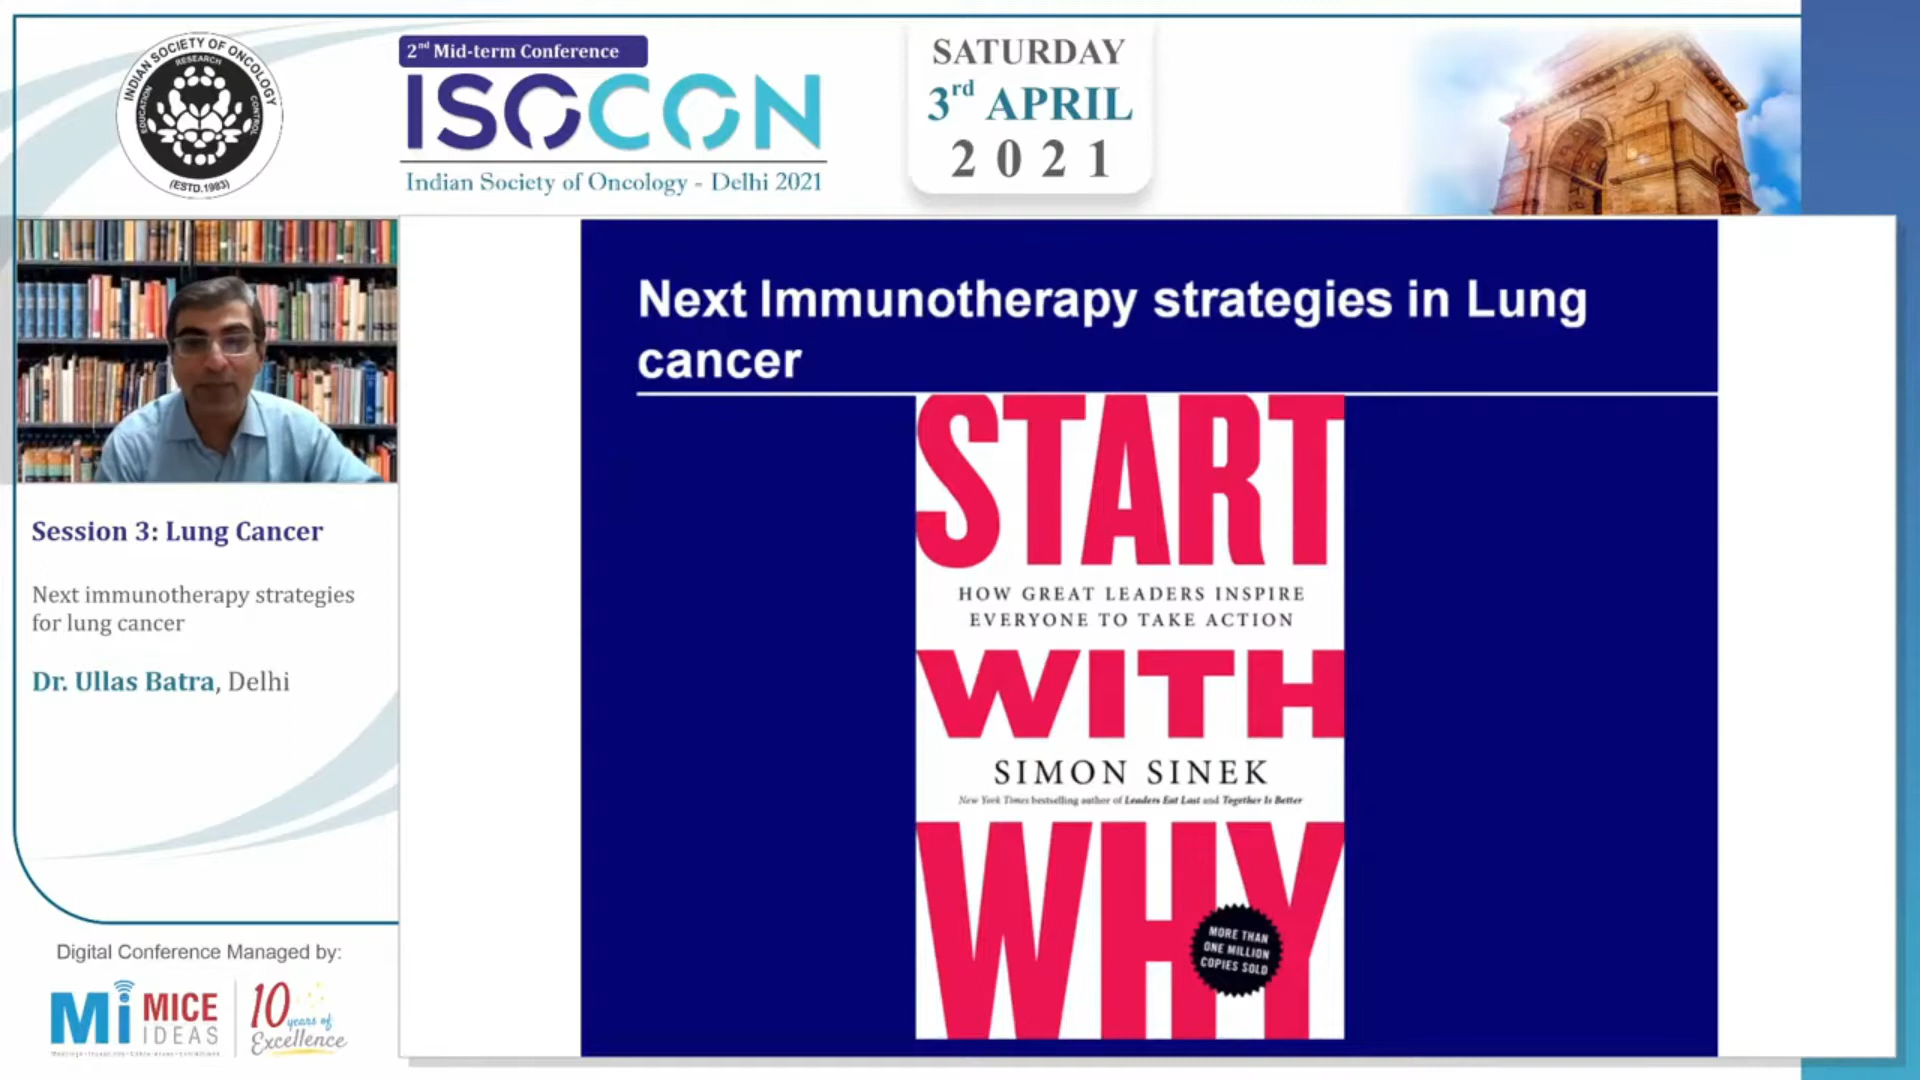 INDIAN SOCIETY OF ONCOLOGY
RESEARCH
EDUCATION
CONTROL
(ESTD.1983)
2nd Mid-term Conference
ISOCON
Indian Society of Oncology - Delhi 2021
SATURDAY
3rd APRIL
2021
Session 3: Lung Cancer
Next immunotherapy strategies
for lung cancer
Dr. Ullas Batra, Delhi
Digital Conference Managed by:
Mi MICE
IDEAS
10
years of
Excellence
Next Immunotherapy strategies in Lung
cancer
START
HOW GREAT LEADERS INSPIRE
EVERYONE TO TAKE ACTION
WITH
SIMON SINEK
New York Times bestselling author of Leaders Eat Last and Together Is Better
WHY
MORE THAN
ONE MILLION
COPIES SOLD